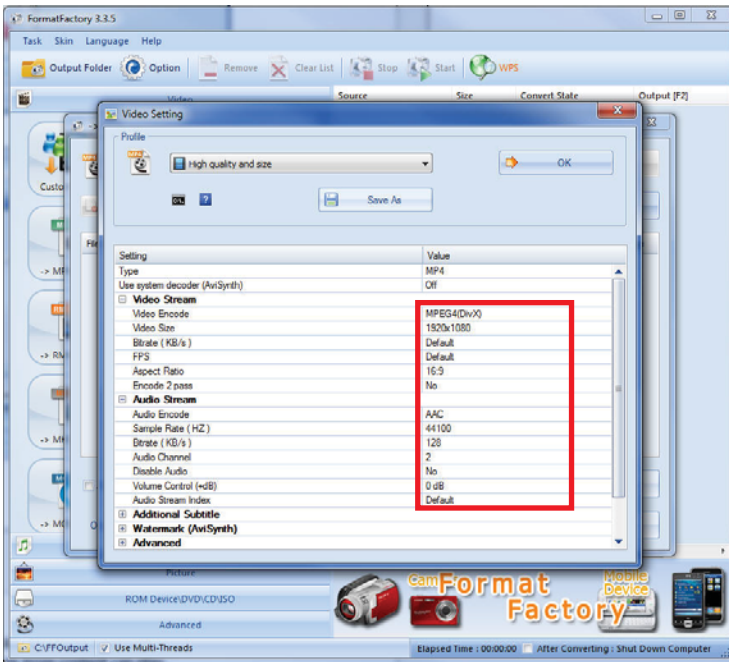 FormatFactory 3.3.5
Task Skin Language Help
Output Folder Option Remove Clear List Stop Start WPS
Video Source Size Convert State Output [F2]
Video Setting
Profile
High quality and size OK
Save As
Custo
Setting Value
Type MP4
Use system decoder (AviSynth) Off
Video Stream
Video Encode MPEG4(DivX)
Video Size 1920x1080
Bitrate ( KB/s ) Default
FPS Default
Aspect Ratio 16:9
Encode 2 pass No
Audio Stream
Audio Encode AAC
Sample Rate ( HZ ) 44100
Bitrate ( KB/s ) 128
Audio Channel 2
Disable Audio No
Volume Control (+dB) 0 dB
Audio Stream Index Default
Additional Subtitle
Watermark (AviSynth)
Advanced
Picture
ROM Device\DVD\CD\ISO
Advanced
Cam Format Factory Mobile Device
C:\FFOutput Use Multi-Threads Elapsed Time : 00:00:00 After Converting : Shut Down Computer